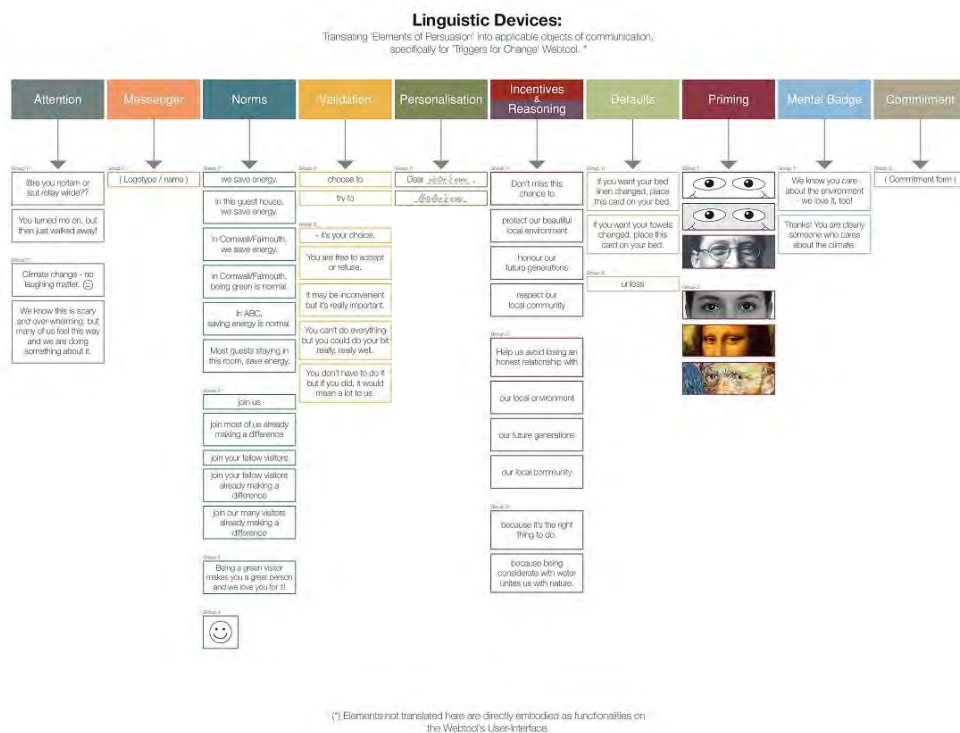 Linguistic Devices:
Translating 'Elements of Persuasion' into applicable objects of communication,
specifically for 'Triggers for Change' Webtool. *
Attention
Messenger
Norms
Validation
Personalisation
Incentives
&
Reasoning
Defaults
Priming
Mental Badge
Commitment
Group 1:
You turned me on, but
then just walked away!
Group 2:
Climate change - no
laughing matter. ☹
We know this is scary
and over-wheming, but
many of us feel this way
and we are doing
something about it.
( Logotype / name )
we save energy.
In this guest house,
we save energy.
In Cornwall/Falmouth,
we save energy.
In Cornwall/Falmouth,
being green is normal.
In ABC,
saving energy is normal.
Most guests staying in
this room, save energy.
join us
join most of us already
making a difference
join your fellow visitors
join your fellow visitors
already making a
difference
join our many visitors
already making a
difference
Being a green visitor
makes you a great person
and we love you for it!
Group 4
choose to
try to
- it's your choice.
You are free to accept
or refuse.
It may be inconvenient
but it's really important.
You can't do everything
but you could do your bit
really, really well.
You don't have to do it
but if you did, it would
mean a lot to us.
Dear
Don't miss this
chance to
protect our beautiful
local environment
honour our
future generations
respect our
local community
Help us avoid losing an
honest relationship with
our local environment
our future generations
our local community
because it's the right
thing to do.
because being
considerate with water
unites us with nature.
If you want your bed
linen changed, place
this card on your bed.
If you want your towels
changed, place this
card on your bed.
unless
We know you care
about the environment
- we love it, too!
Thanks! You are clearly
someone who cares
about the climate.
( Commitment form )
(*) Elements not translated here are directly embodied as functionalities on
the Webtool's User-Interface.